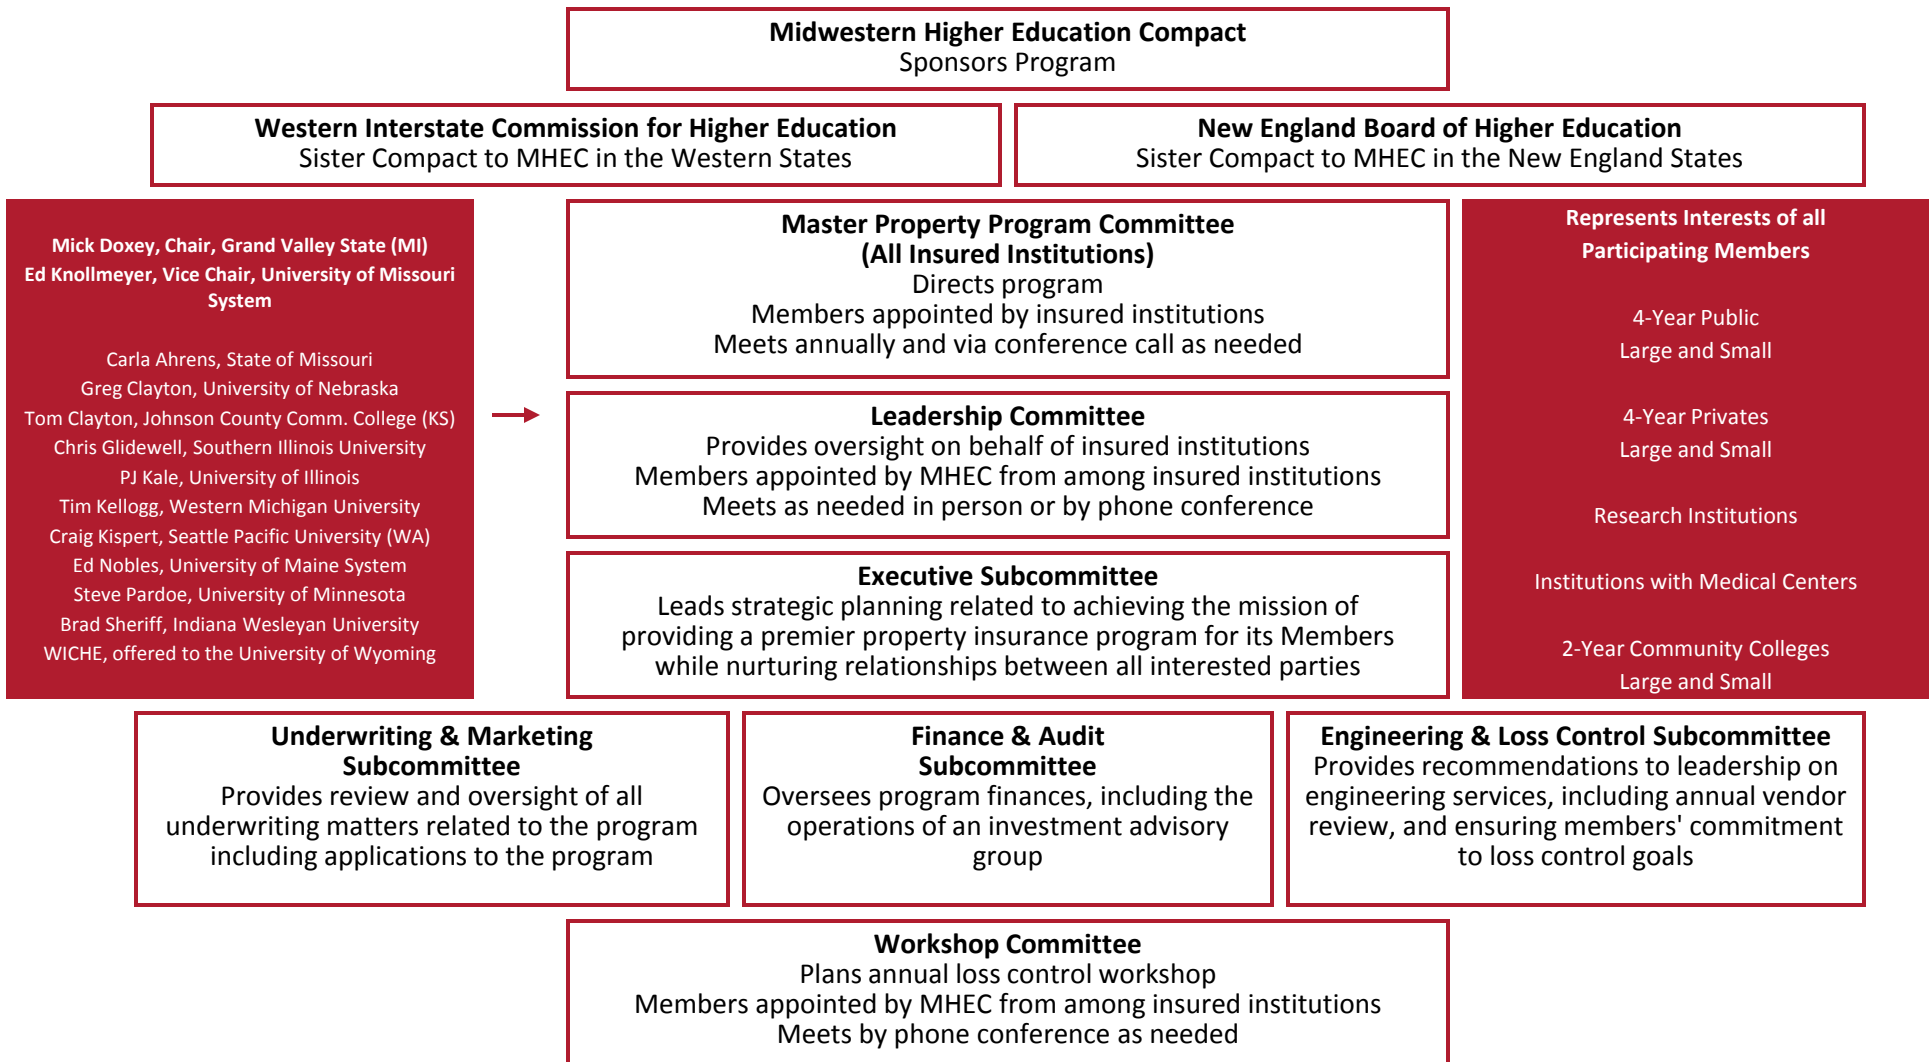 Midwestern Higher Education Compact
Sponsors Program
Western Interstate Commission for Higher Education
Sister Compact to MHEC in the Western States
New England Board of Higher Education
Sister Compact to MHEC in the New England States
Mick Doxey, Chair, Grand Valley State (MI)
Ed Knollmeyer, Vice Chair, University of Missouri
System
Carla Ahrens, State of Missouri
Greg Clayton, University of Nebraska
Tom Clayton, Johnson County Comm. College (KS)
Chris Glidewell, Southern Illinois University
PJ Kale, University of Illinois
Tim Kellogg, Western Michigan University
Craig Kispert, Seattle Pacific University (WA)
Ed Nobles, University of Maine System
Steve Pardoe, University of Minnesota
Brad Sheriff, Indiana Wesleyan University
WICHE, offered to the University of Wyoming
Master Property Program Committee
(All Insured Institutions)
Directs program
Members appointed by insured institutions
Meets annually and via conference call as needed
Leadership Committee
Provides oversight on behalf of insured institutions
Members appointed by MHEC from among insured institutions
Meets as needed in person or by phone conference
Executive Subcommittee
Leads strategic planning related to achieving the mission of
providing a premier property insurance program for its Members
while nurturing relationships between all interested parties
Represents Interests of all
Participating Members
4-Year Public
Large and Small
4-Year Privates
Large and Small
Research Institutions
Institutions with Medical Centers
2-Year Community Colleges
Large and Small
Underwriting & Marketing
Subcommittee
Provides review and oversight of all
underwriting matters related to the program
including applications to the program
Finance & Audit
Subcommittee
Oversees program finances, including the
operations of an investment advisory
group
Engineering & Loss Control Subcommittee
Provides recommendations to leadership on
engineering services, including annual vendor
review, and ensuring members' commitment
to loss control goals
Workshop Committee
Plans annual loss control workshop
Members appointed by MHEC from among insured institutions
Meets by phone conference as needed